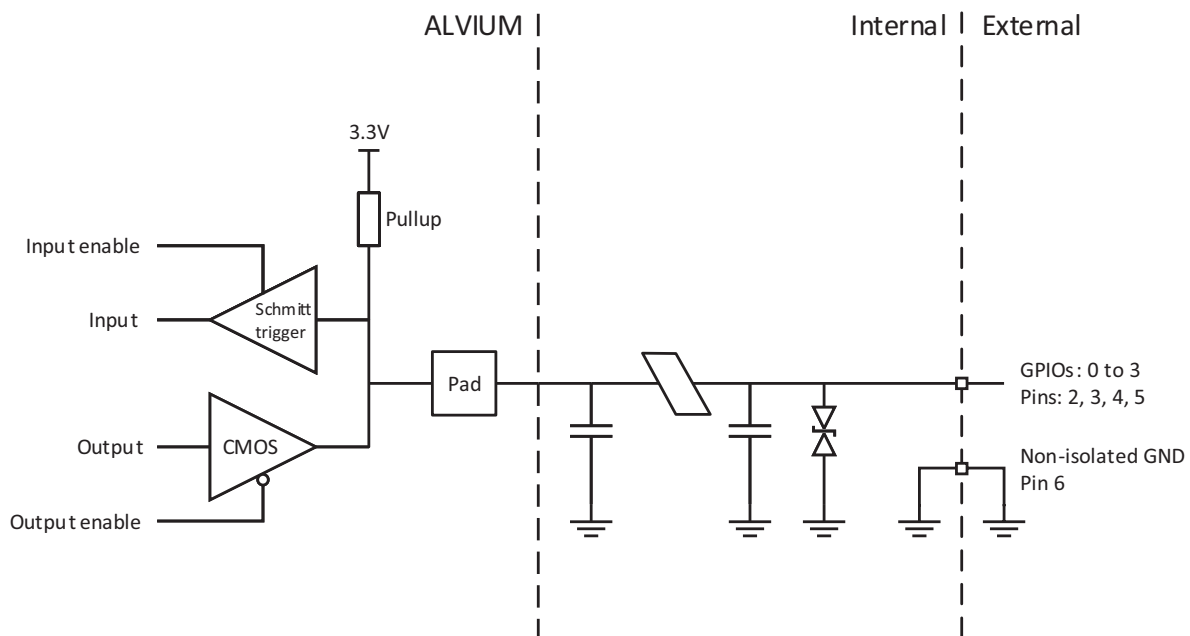 ALVIUM
Internal
External
3.3V
Pullup
Input enable
Schmitt
trigger
Input
Pad
GPIOs: 0 to 3
Pins: 2, 3, 4, 5
Output
CMOS
Non-isolated GND
Pin 6
Output enable